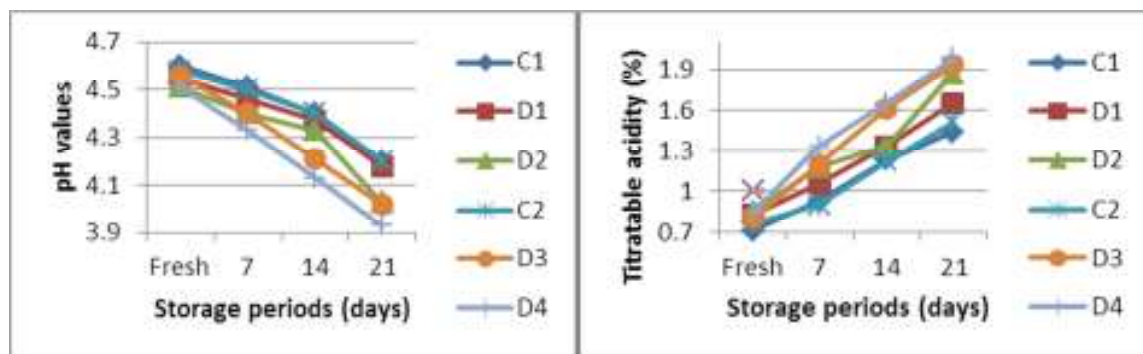 pH values
4.7
4.5
4.3
4.1
3.9
Fresh 7 14 21
Storage periods (days)
C1
D1
D2
C2
D3
D4
Titratable acidity (%)
1.9
1.6
1.3
1
0.7
Fresh 7 14 21
Storage periods (days)
C1
D1
D2
C2
D3
D4